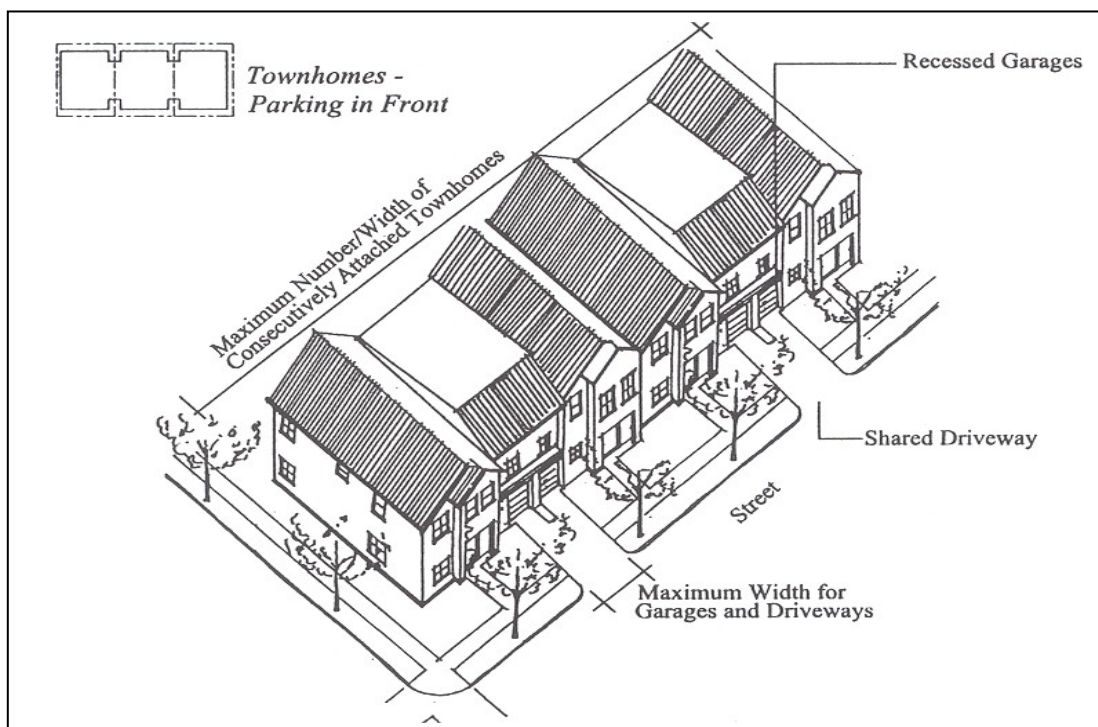 Townhomes -
Parking in Front
Recessed Garages
Maximum Number/Width of
Consecutively Attached Townhomes
Shared Driveway
Street
Maximum Width for
Garages and Driveways